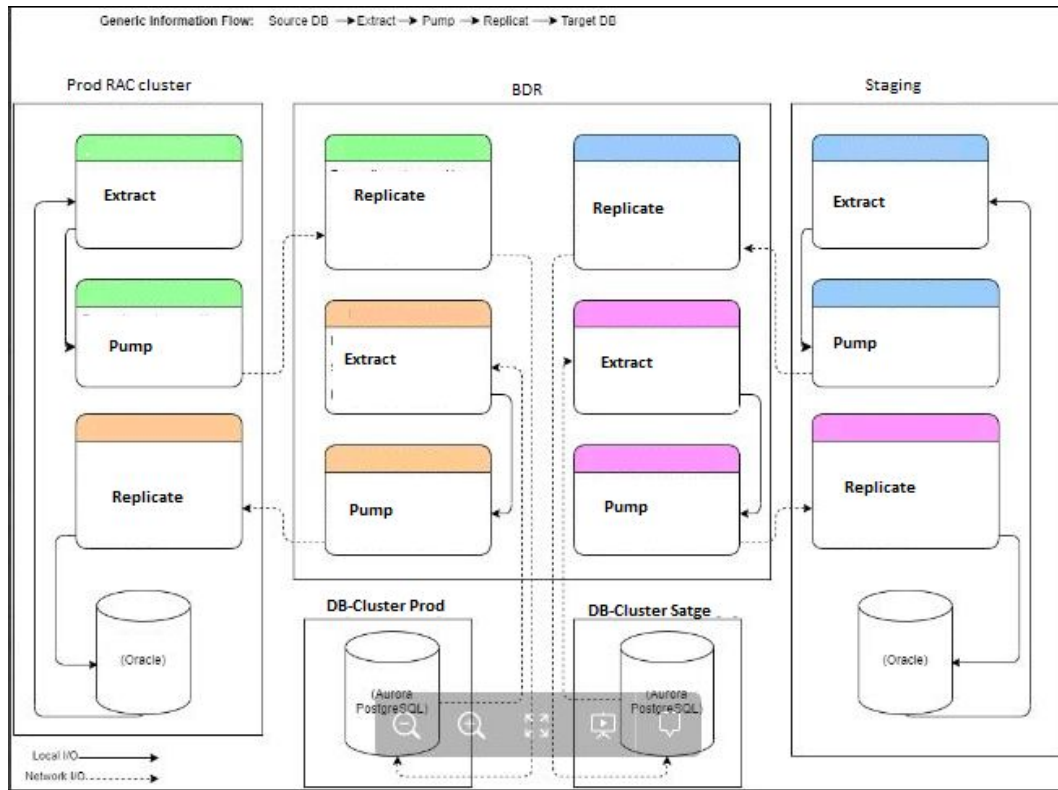 Generic Information Flow: Source DB Extract Pump Replicat Target DB
Prod RAC cluster
BDR
Staging
Extract
Replicate
Replicate
Extract
Pump
Extract
Extract
Pump
Replicate
Pump
Pump
Replicate
DB-Cluster Prod
DB-Cluster Satge
(Oracle)
(Aurora
PostgreSQL)
(Aurora
PostgreSQL)
(Oracle)
Local I/O
Network I/O